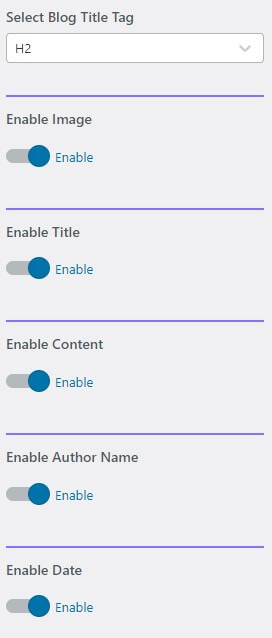 Select Blog Title Tag
H2
Enable Image
Enable
Enable Title
Enable
Enable Content
Enable
Enable Author Name
Enable
Enable Date
Enable